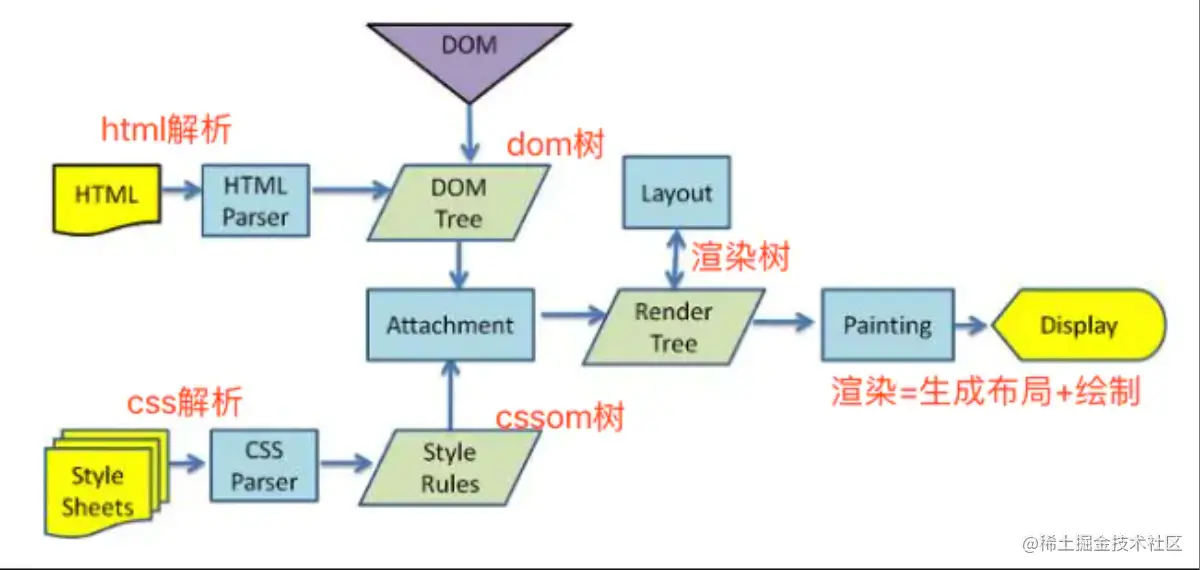 DOM
html解析
dom树
HTML
HTML
Parser
DOM
Tree
Layout
渲染树
Attachment
Render
Tree
Painting
Display
渲染=生成布局+绘制
css解析
cssom树
Style
Sheets
CSS
Parser
Style
Rules
@稀土掘金技术社区